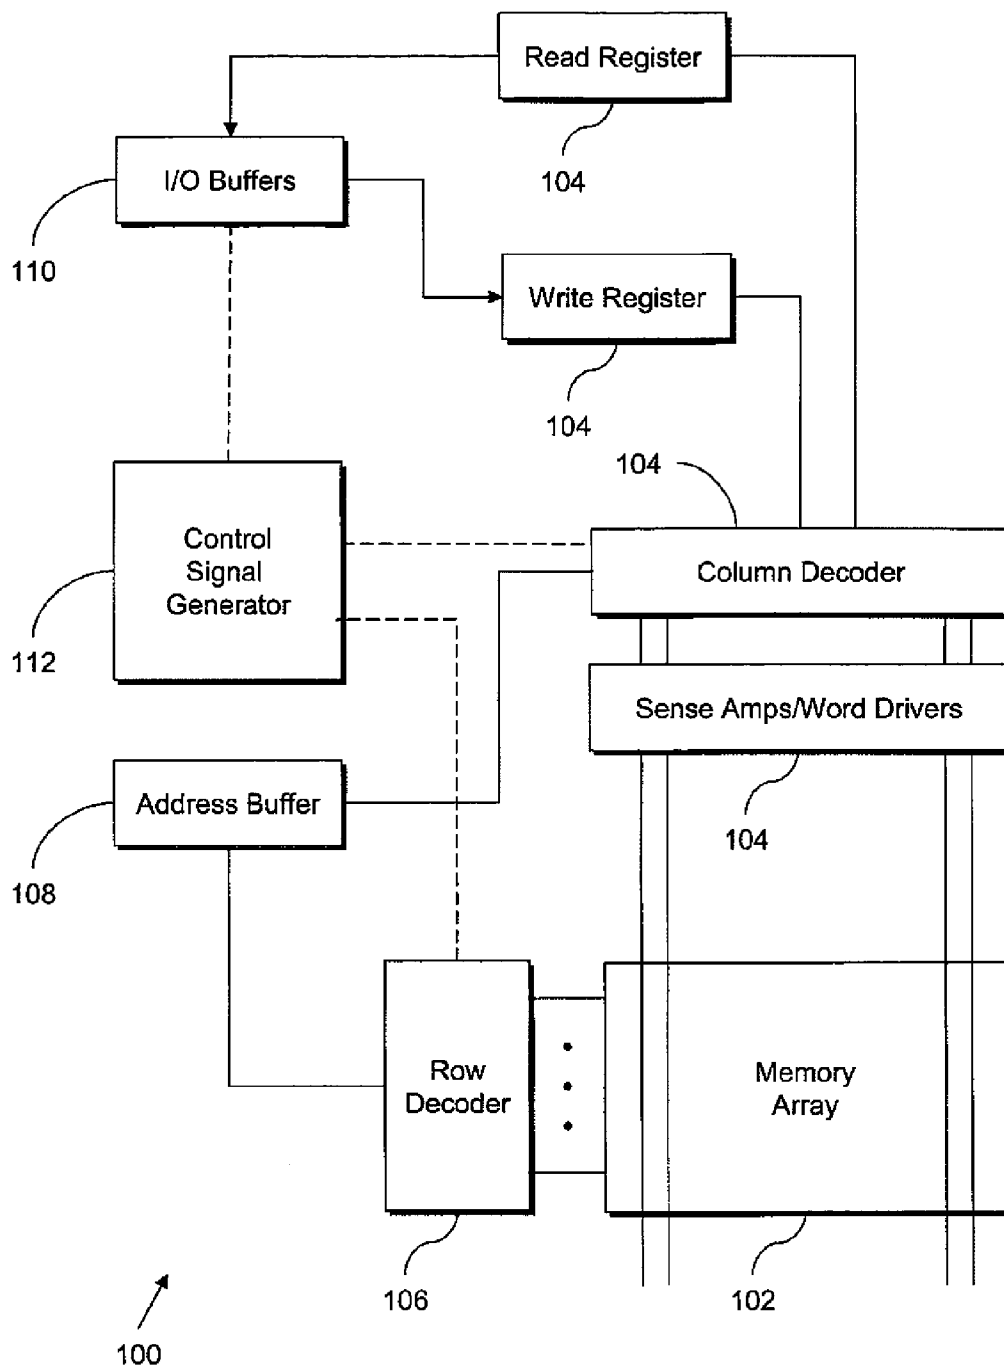 Read Register
104
I/O Buffers
110
Write Register
104
104
Control
Signal
Generator
112
Column Decoder
Sense Amps/Word Drivers
104
Address Buffer
108
Row
Decoder
Memory
Array
106
102
100